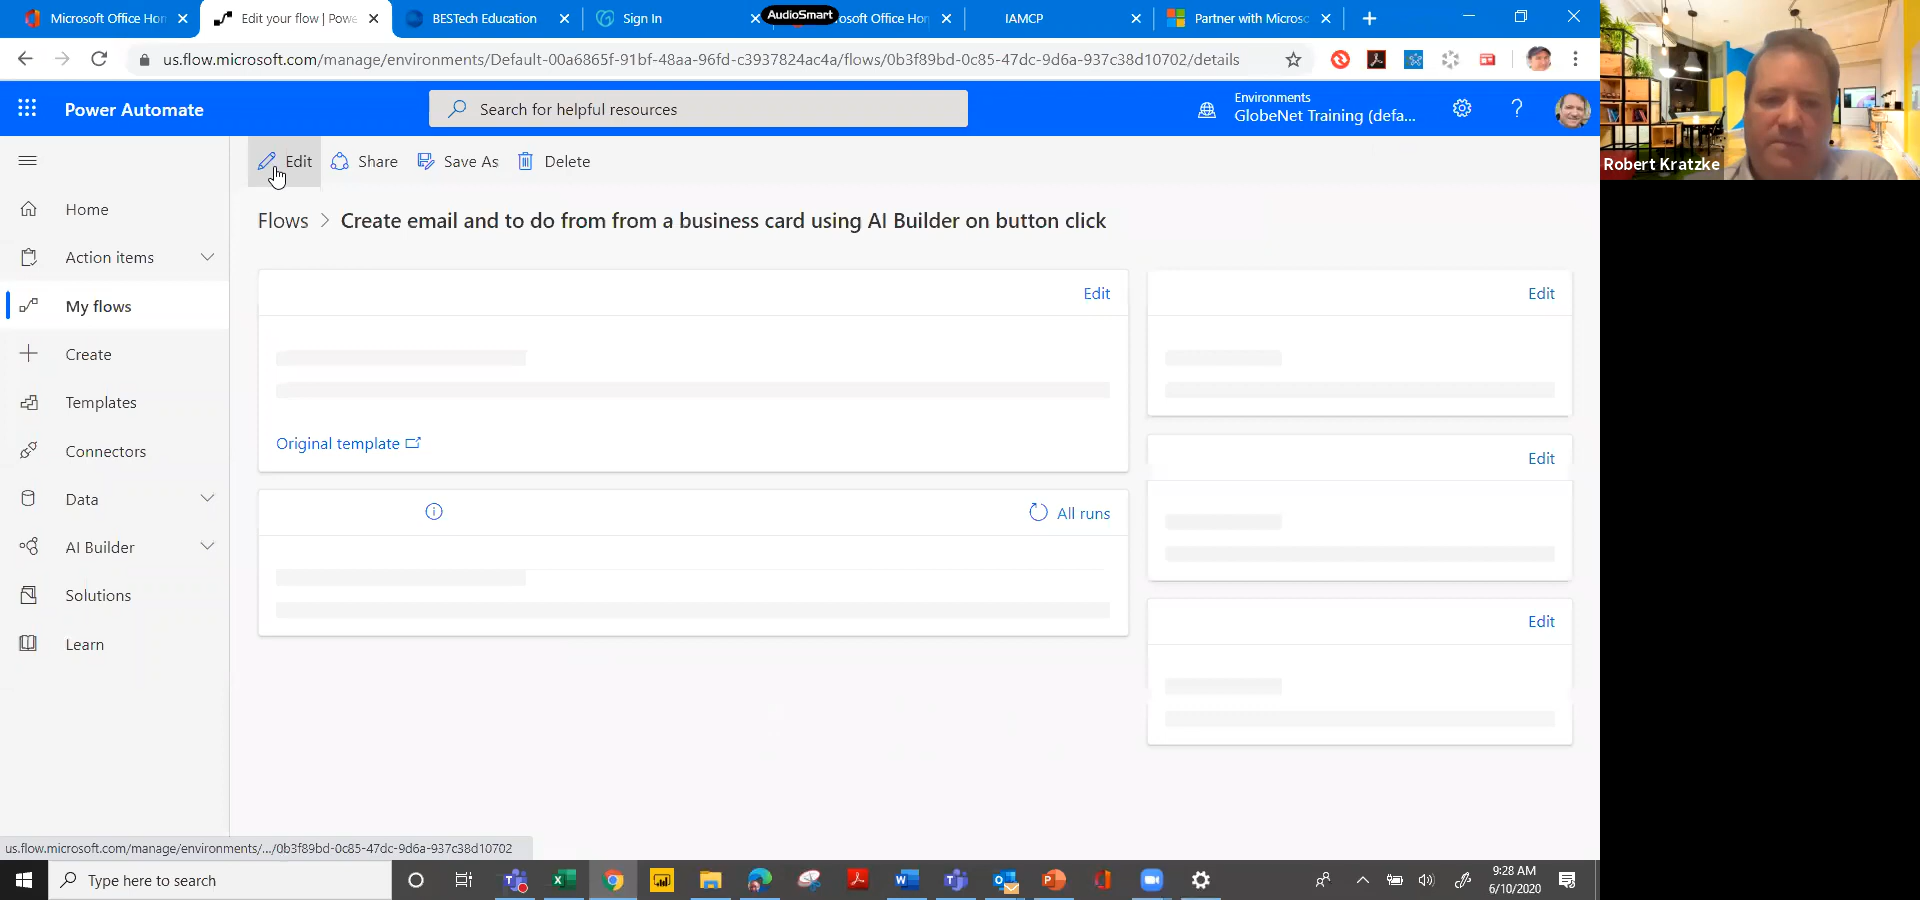 Microsoft Office Hor
Edit your flow | Powe
BESTech Education
Sign In
AudioSmart
osoft Office Hor
IAMCP
Partner with Microsc
us.flow.microsoft.com/manage/environments/Default-00a6865f-91bf-48aa-96fd-c3937824ac4a/flows/0b3f89bd-0c85-47dc-9d6a-937c38d10702/details
Power Automate
Search for helpful resources
Environments
GlobeNet Training (defa...
Edit
Share
Save As
Delete
Robert Kratzke
Home
Action items
My flows
Create
Templates
Connectors
Data
AI Builder
Solutions
Learn
Flows > Create email and to do from from a business card using AI Builder on button click
Edit
Original template
All runs
Edit
Edit
Edit
us.flow.microsoft.com/manage/environments/.../0b3f89bd-0c85-47dc-9d6a-937c38d10702
Type here to search
9:28 AM
6/10/2020